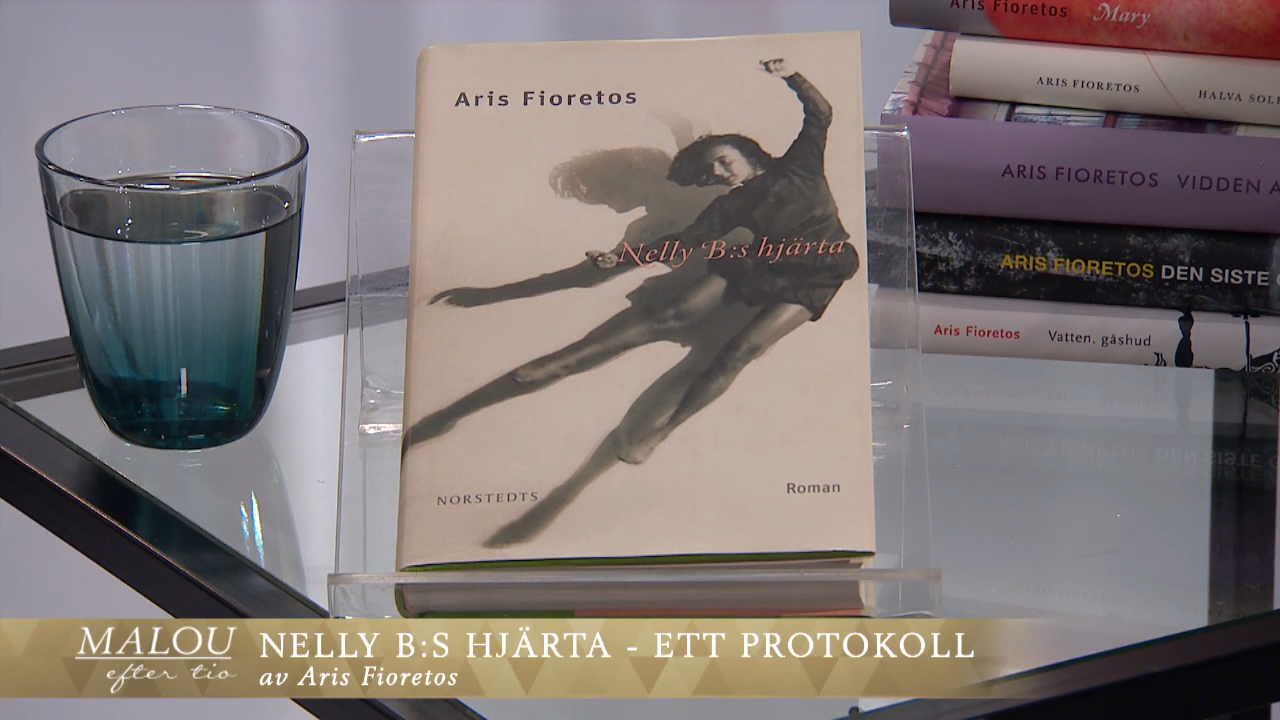 Aris Fioretos
Nelly B:s hjärta
NORSTEDTS
Roman
Aris Fioretos Mary
ARIS FIORETOS HALVA
ARIS FIORETOS VIDDEN
ARIS FIORETOS DEN SISTE
Aris Fioretos Vatten, gåshud
MALOU
efter tio
NELLY B:S HJÄRTA - ETT PROTOKOLL
av Aris Fioretos